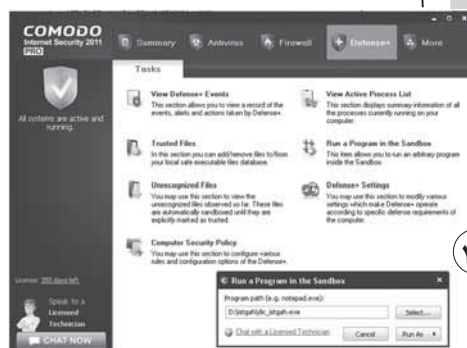 COMODO
Internet Security 2011
PRO
Summary
Antivirus
Firewall
Defense+
More
Tasks
All systems are active and running.
View Defense+ Events
This section allows you to view a record of the events, alerts and actions taken by Defense+.
View Active Process List
This section displays summary information of all the processes currently running on your computer.
Trusted Files
In this section you can add/remove files to/from your local safe executable files database.
Run a Program in the Sandbox
This item allows you to run an arbitrary program inside the Sandbox.
Unrecognized Files
You may use this section to view the unrecognized files observed so far. These files are automatically sandboxed until they are explicitly marked as trusted.
Defense+ Settings
You may use this section to modify various settings which make Defense+ operate according to specific defense requirements of the computer.
Computer Security Policy
You may use this section to configure various rules and configuration options of the Defense+.
Run a Program in the Sandbox
Program path (e.g. notepad.exe):
Select...
Chat with a Licensed Technician
Cancel
Run As
days left
Speak to a
Licensed
Technician
CHAT NOW